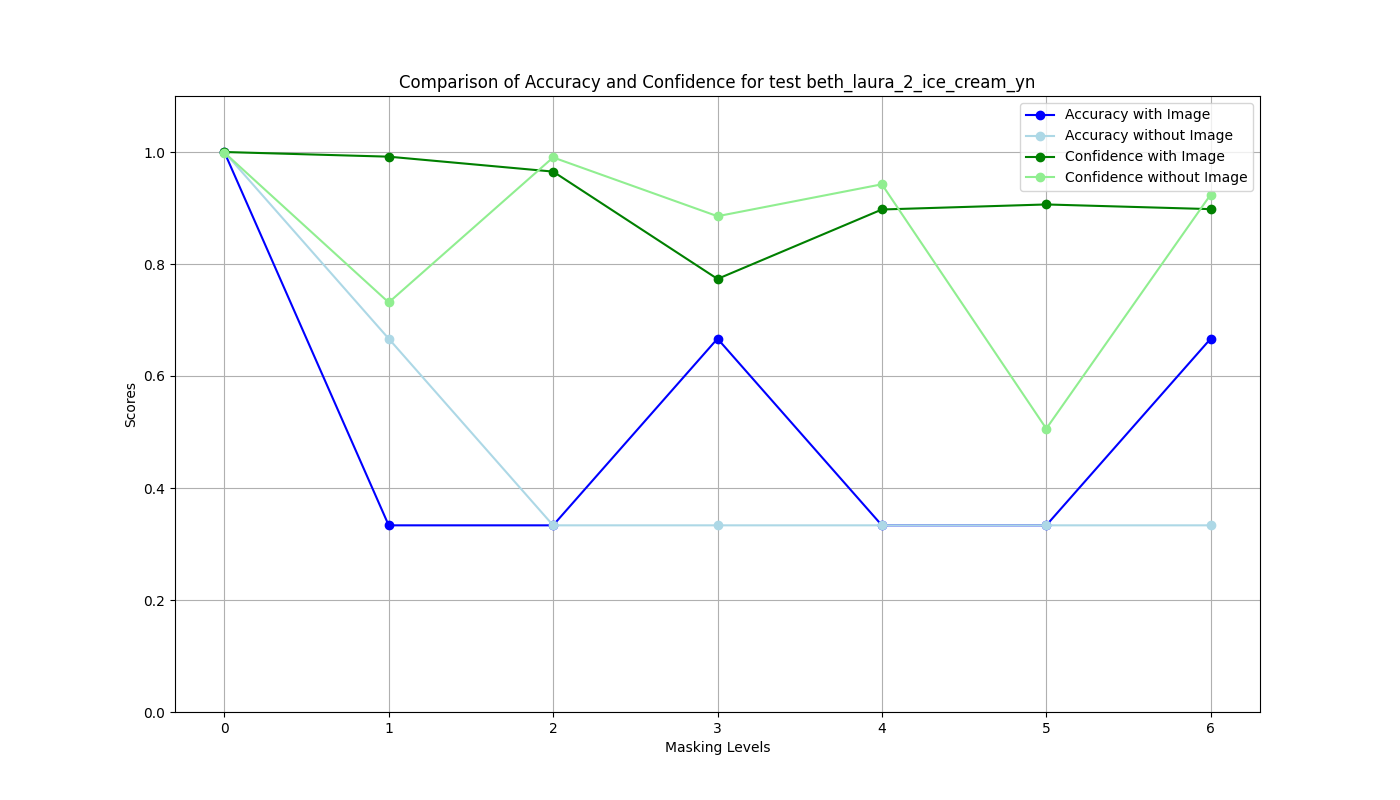 Comparison of Accuracy and Confidence for test beth_laura_2_ice_cream_yn
Accuracy with Image
Accuracy without Image
Confidence with Image
Confidence without Image
1.0
0.8
0.6
0.4
0.2
0.0
Scores
0 1 2 3 4 5 6
Masking Levels